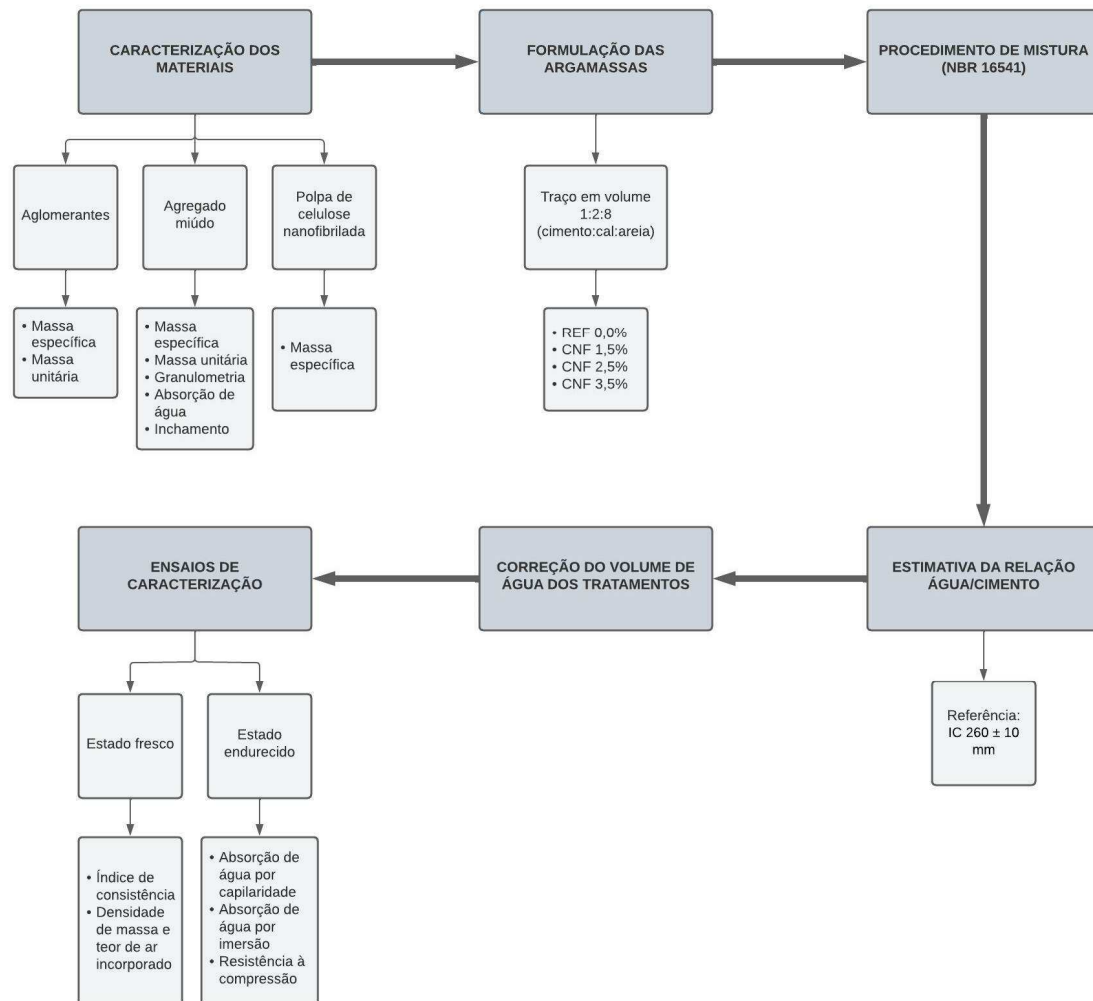 CARACTERIZAÇÃO DOS
MATERIAIS
FORMULAÇÃO DAS
ARGAMASSAS
PROCEDIMENTO DE MISTURA
(NBR 16541)
Aglomerantes
Agregado
miúdo
Polpa de
celulose
nanofibrilada
Traço em volume
1:2:8
(cimento:cal:areia)
• Massa
específica
• Massa
unitária
• Massa
específica
• Massa unitária
• Granulometria
• Absorção de
água
• Inchamento
• Massa
específica
• REF 0,0%
• CNF 1,5%
• CNF 2,5%
• CNF 3,5%
ENSAIOS DE
CARACTERIZAÇÃO
CORREÇÃO DO VOLUME DE
ÁGUA DOS TRATAMENTOS
ESTIMATIVA DA RELAÇÃO
ÁGUA/CIMENTO
Estado fresco
Estado
endurecido
Referência:
IC 260 ± 10
mm
• Índice de
consistência
• Densidade
de massa e
teor de ar
incorporado
• Absorção de
água por
capilaridade
• Absorção de
água por
imersão
• Resistência à
compressão